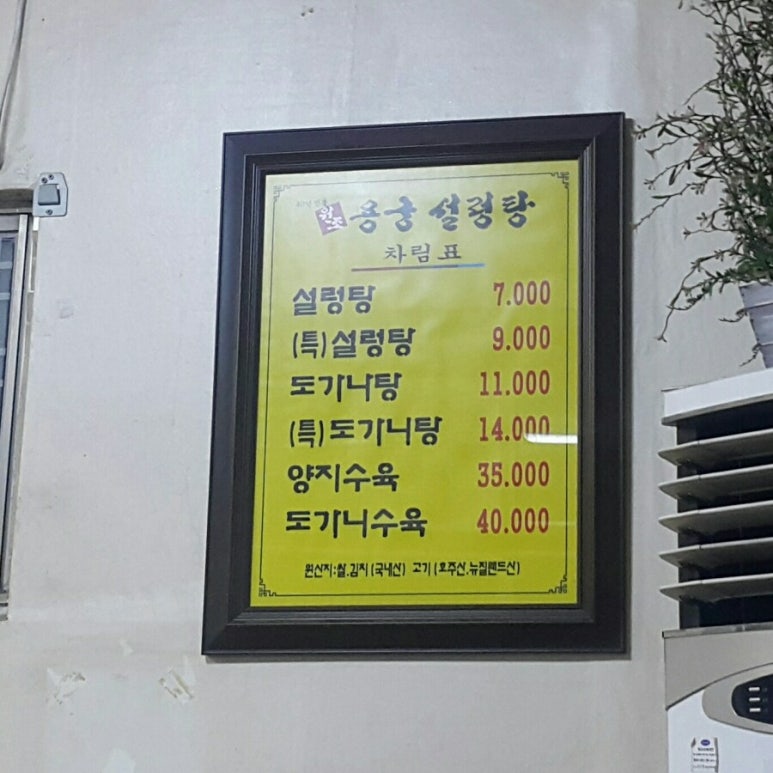 원조 용궁 설렁탕
차림표
설렁탕 7.000
(특)설렁탕 9.000
도가나탕 11.000
(특)도가니탕 14.000
양지수육 35.000
도가니수육 40.000
원산지:쌀.김치(국내산) 고기(호주산.뉴질랜드산)